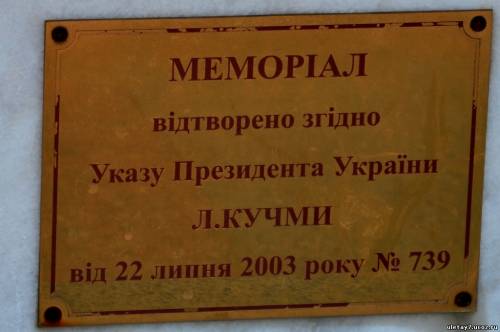 МЕМОРІАЛ
відтворено згідно
Указу Президента України
Л.КУЧМИ
від 22 липня 2003 року № 739